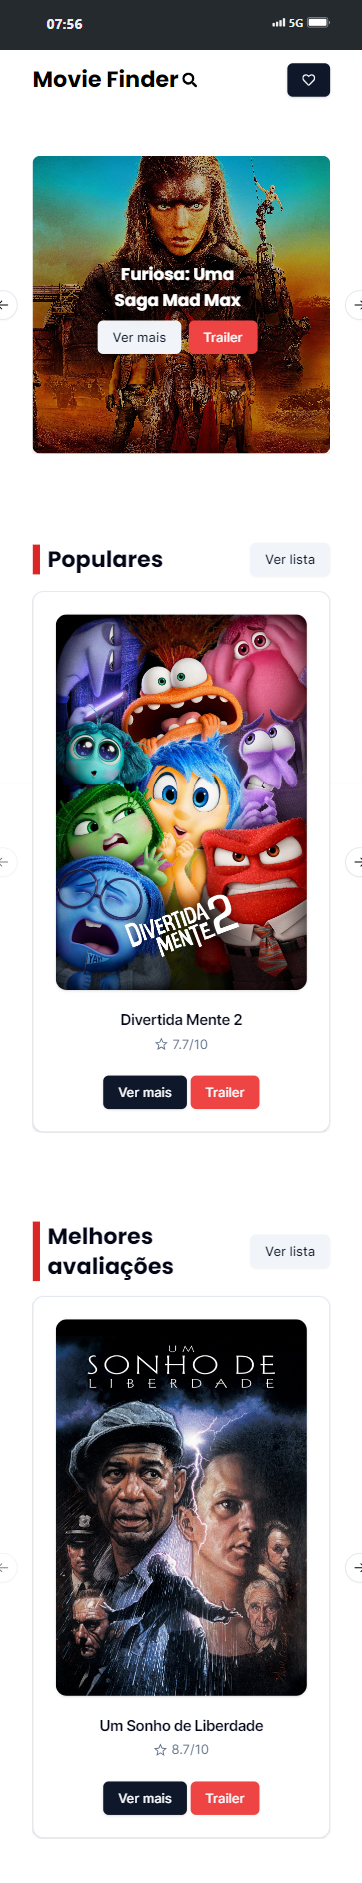 07:56
5G
Movie Finder
Furiosa: Uma
Saga Mad Max
Ver mais
Trailer
Populares
Ver lista
DIVERTIDA
MENTE 2
Divertida Mente 2
7.7/10
Ver mais
Trailer
Melhores
avaliações
Ver lista
UM
SONHO DE
LIBERDADE
Um Sonho de Liberdade
8.7/10
Ver mais
Trailer